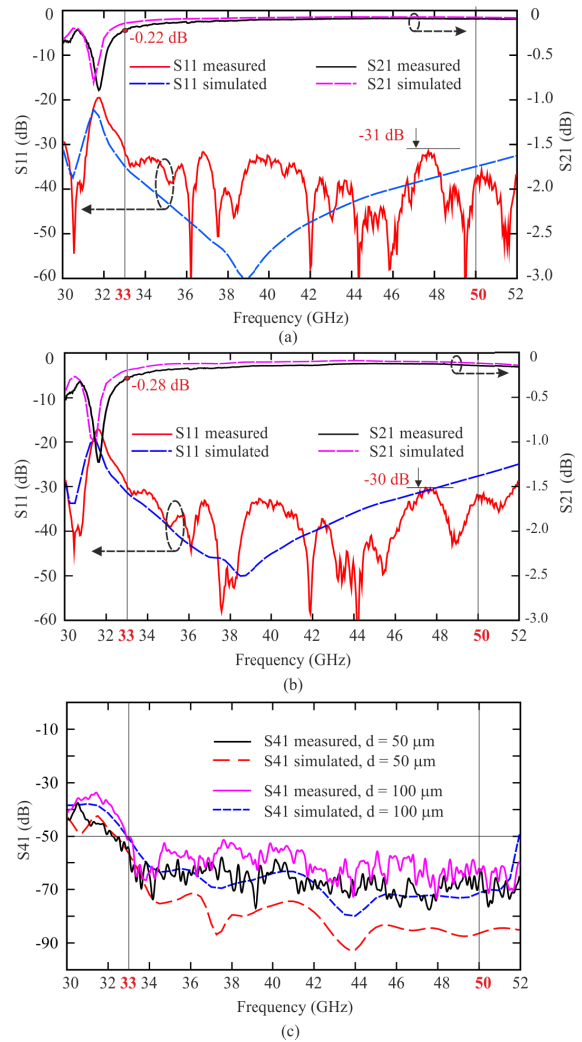 0 0
-0.22 dB
-10 -0.5
S11 measured S21 measured
S11 simulated S21 simulated
-20 -1.0
S11 (dB) S21 (dB)
-31 dB
-30 -1.5
-40 -2.0
-50 -2.5
-60 -3.0
30 32 33 34 36 38 40 42 44 46 48 50 52
Frequency (GHz)
(a)
0 0
-0.28 dB
-10 -0.5
S11 measured S21 measured
S11 simulated S21 simulated
-20 -1.0
S11 (dB) S21 (dB)
-30 dB
-30 -1.5
-40 -2.0
-50 -2.5
-60 -3.0
30 32 33 34 36 38 40 42 44 46 48 50 52
Frequency (GHz)
(b)
-10
S41 measured, d = 50 μm
S41 simulated, d = 50 μm
-30
S41 measured, d = 100 μm
S41 simulated, d = 100 μm
S41 (dB)
-50
-70
-90
30 32 33 34 36 38 40 42 44 46 48 50 52
Frequency (GHz)
(c)